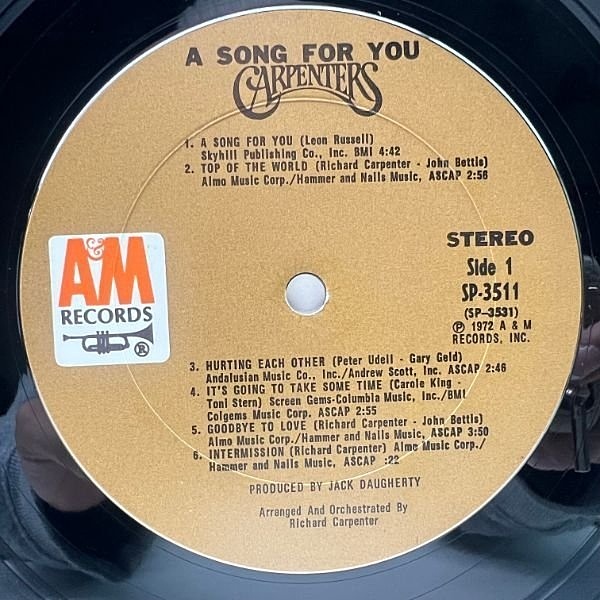 A SONG FOR YOU
CARPENTERS
1. A SONG FOR YOU (Leon Russell)
Skyhill Publishing Co., Inc. BMI 4:42
2. TOP OF THE WORLD (Richard Carpenter - John Bettis)
Almo Music Corp./Hammer and Nails Music, ASCAP 2:56
A&M
RECORDS
®
STEREO
Side 1
SP-3511
(SP-3531)
℗ 1972 A & M
RECORDS, INC.
3. HURTING EACH OTHER (Peter Udell - Gary Geld)
Andalusian Music Co., Inc./Andrew Scott, Inc. ASCAP 2:46
4. IT'S GOING TO TAKE SOME TIME (Carole King -
Toni Stern) Screen Gems-Columbia Music, Inc./BMI
Colgems Music Corp. ASCAP 2:55
5. GOODBYE TO LOVE (Richard Carpenter - John Bettis)
Almo Music Corp./Hammer and Nails Music, ASCAP 3:50
6. INTERMISSION (Richard Carpenter) Almo Music Corp./
Hammer and Nails Music, ASCAP :22
PRODUCED BY JACK DAUGHERTY
Arranged And Orchestrated By
Richard Carpenter